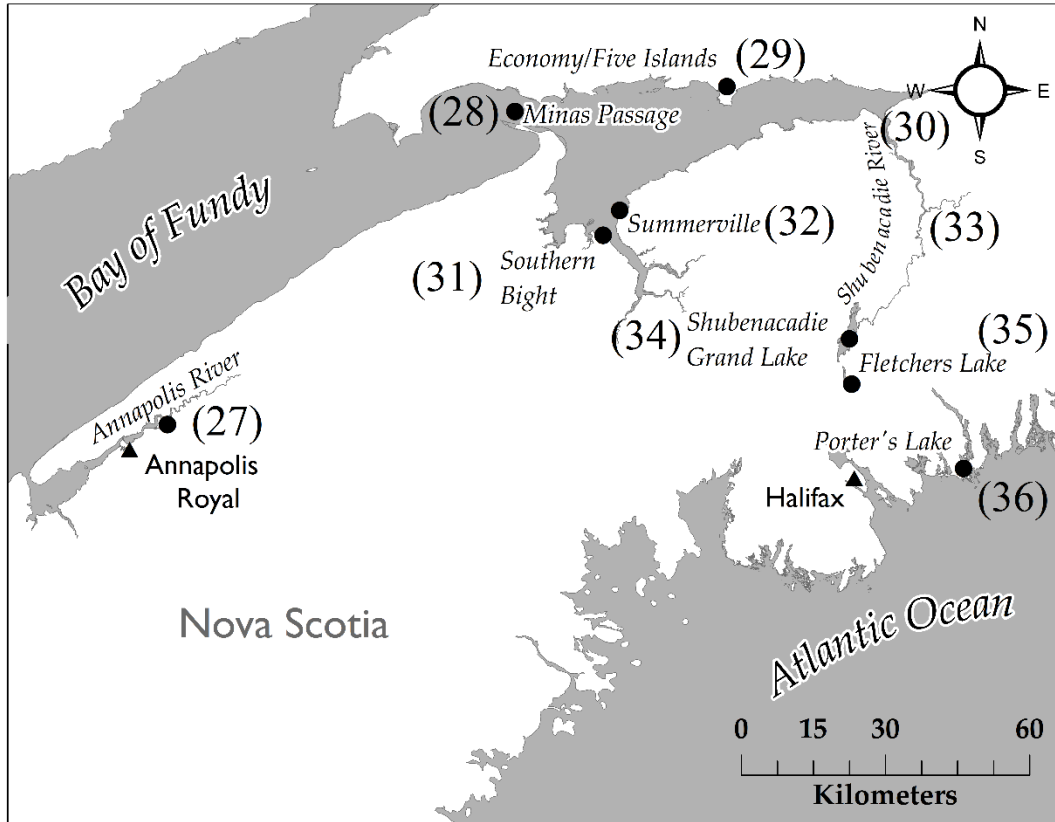 N
Economy/Five Islands (29)
W E
(28) Minas Passage
(30)
S
Shubenacadie River
Bay of Fundy
Summerville (32)
(33)
(31) Southern
Bight
(34) Shubenacadie
Grand Lake
(35)
Fletchers Lake
Annapolis River
(27)
Annapolis
Royal
Porter's Lake
Halifax
(36)
Nova Scotia
Atlantic Ocean
0 15 30 60
Kilometers